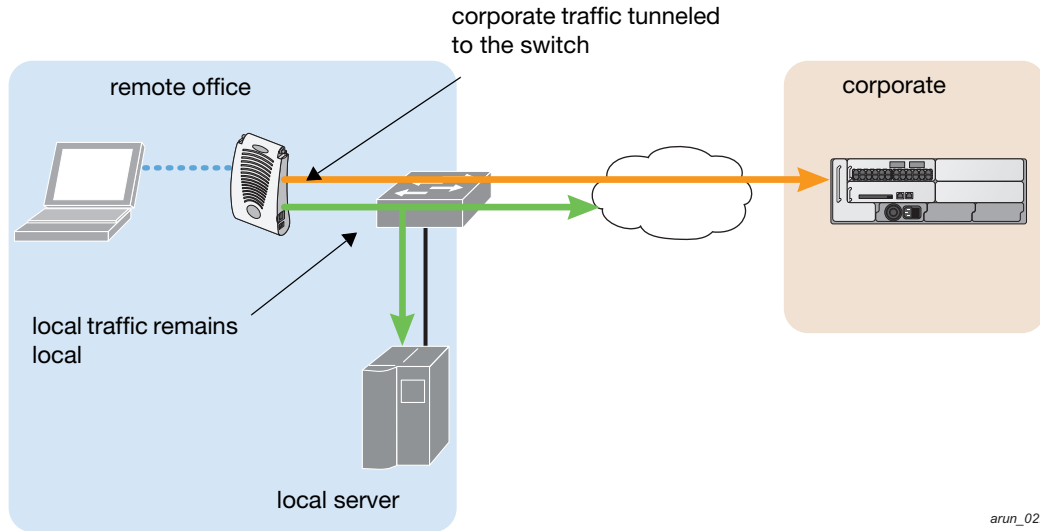 corporate traffic tunneled
to the switch
remote office
corporate
local traffic remains
local
local server
arun_02